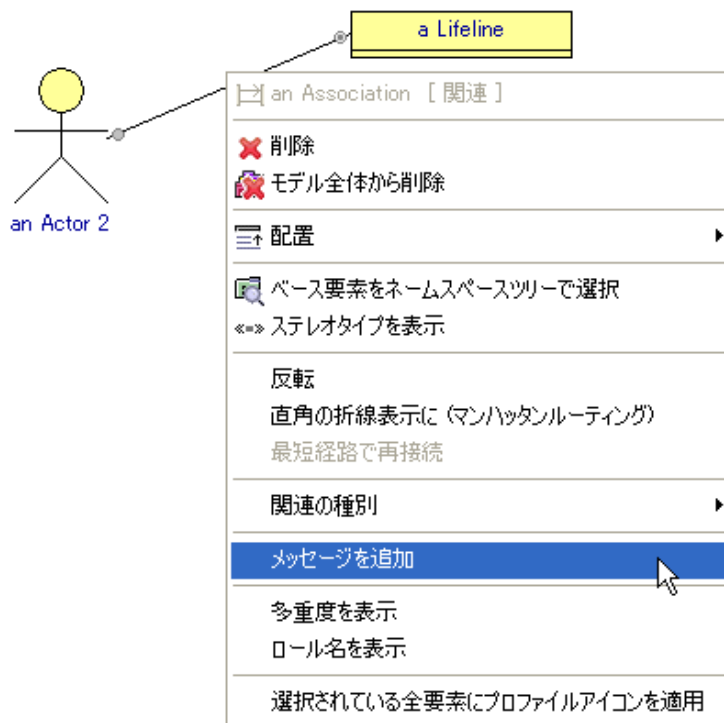 a Lifeline
an Actor 2
an Association [ 関連 ]
削除
モデル全体から削除
配置
ベース要素をネームスペースツリーで選択
«=» ステレオタイプを表示
反転
直角の折線表示に (マンハッタンルーティング)
最短経路で再接続
関連の種別
メッセージを追加
多重度を表示
ロール名を表示
選択されている全要素にプロファイルアイコンを適用